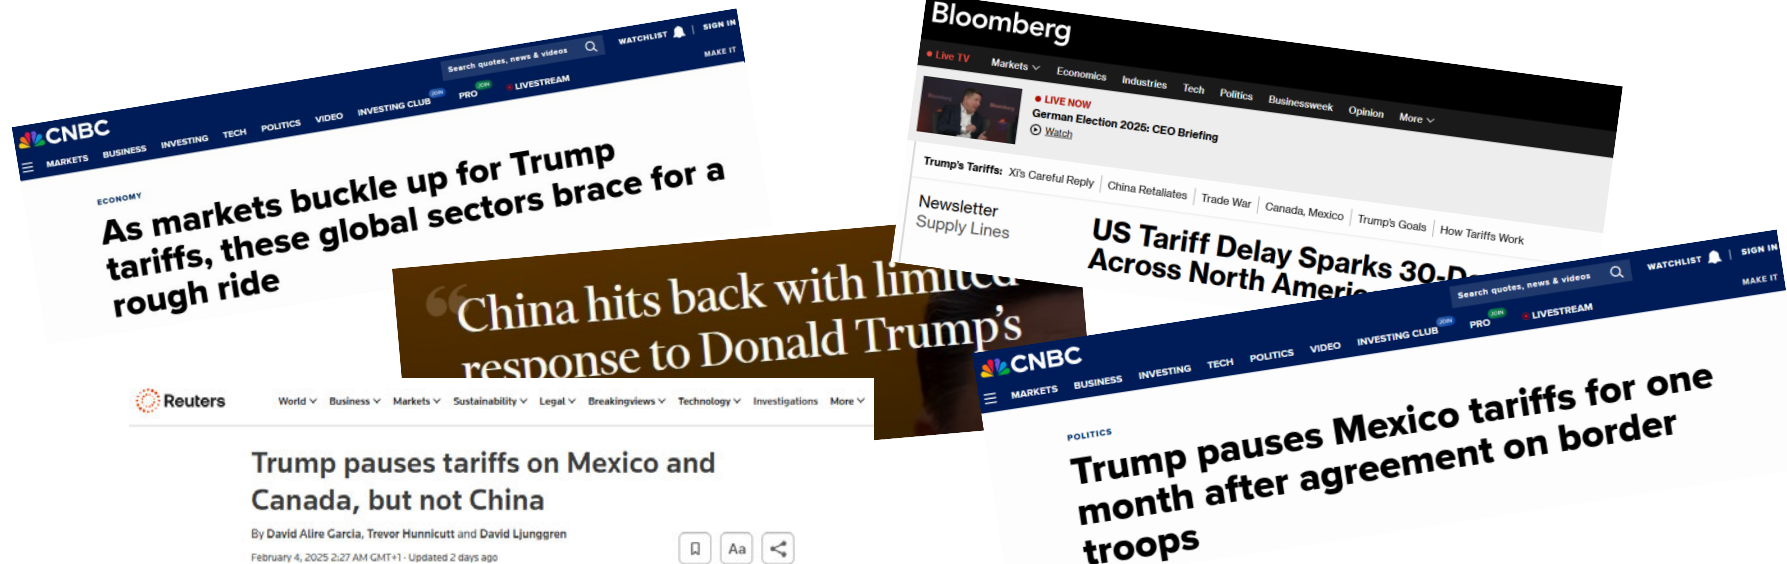 Search quotes, news & videos
WATCHLIST
SIGN IN
MAKE IT
CNBC
MARKETS BUSINESS INVESTING TECH POLITICS VIDEO INVESTING CLUB JOIN PRO JOIN LIVESTREAM
ECONOMY
As markets buckle up for Trump
tariffs, these global sectors brace for a
rough ride
Bloomberg
Live TV Markets Economics Industries Tech Politics Businessweek Opinion More
LIVE NOW
German Election 2025: CEO Briefing
Watch
Trump's Tariffs: Xi's Careful Reply China Retaliates Trade War Canada, Mexico Trump's Goals How Tariffs Work
Newsletter
Supply Lines
US Tariff Delay Sparks
Across North
“China hits back with limited
response to Donald Trump’s
Reuters
World Business Markets Sustainability Legal Breakingviews Technology Investigations More
Trump pauses tariffs on Mexico and
Canada, but not China
By David Alire Garcia, Trevor Hunnicutt and David Ljunggren
February 4, 2025 2:27 AM GMT+1 · Updated 2 days ago
Aa
Search quotes, news & videos
WATCHLIST
SIGN IN
MAKE IT
CNBC
MARKETS BUSINESS INVESTING TECH POLITICS VIDEO INVESTING CLUB JOIN PRO JOIN LIVESTREAM
POLITICS
Trump pauses Mexico tariffs for one
month after agreement on border
troops